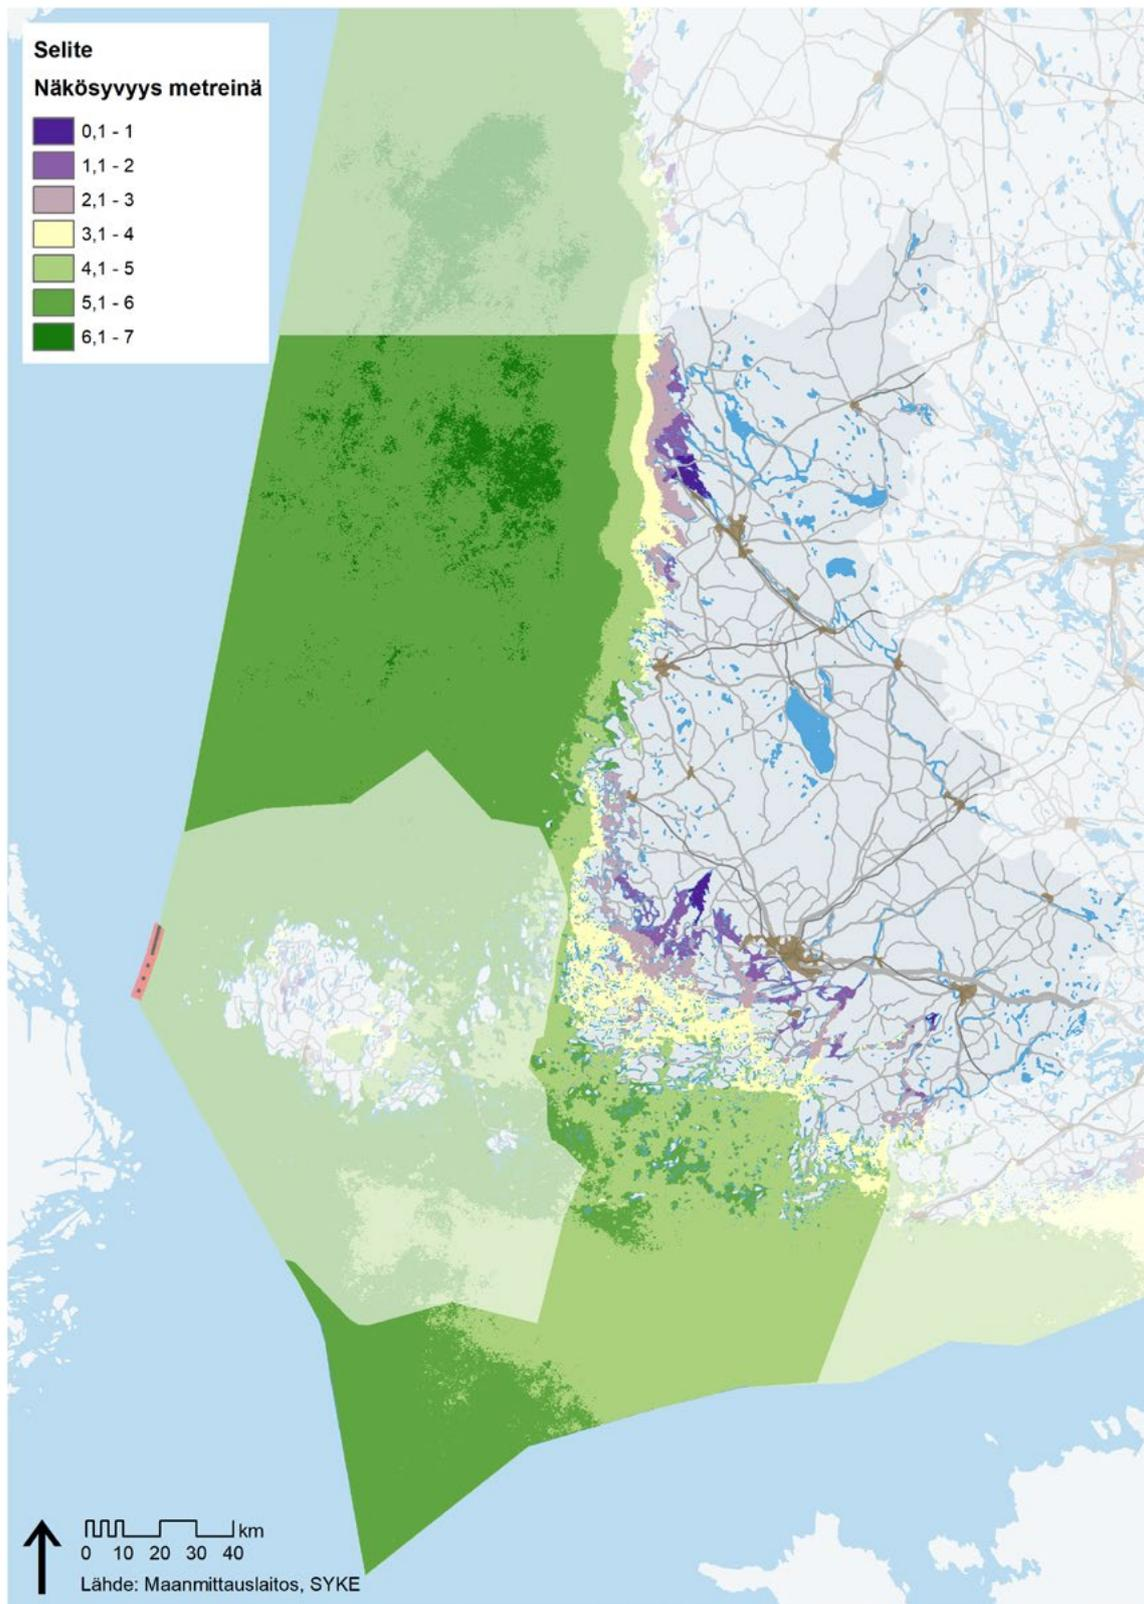 Selite
Näkösyvyys metreinä
0,1 - 1
1,1 - 2
2,1 - 3
3,1 - 4
4,1 - 5
5,1 - 6
6,1 - 7
km
0 10 20 30 40
Lähde: Maanmittauslaitos, SYKE